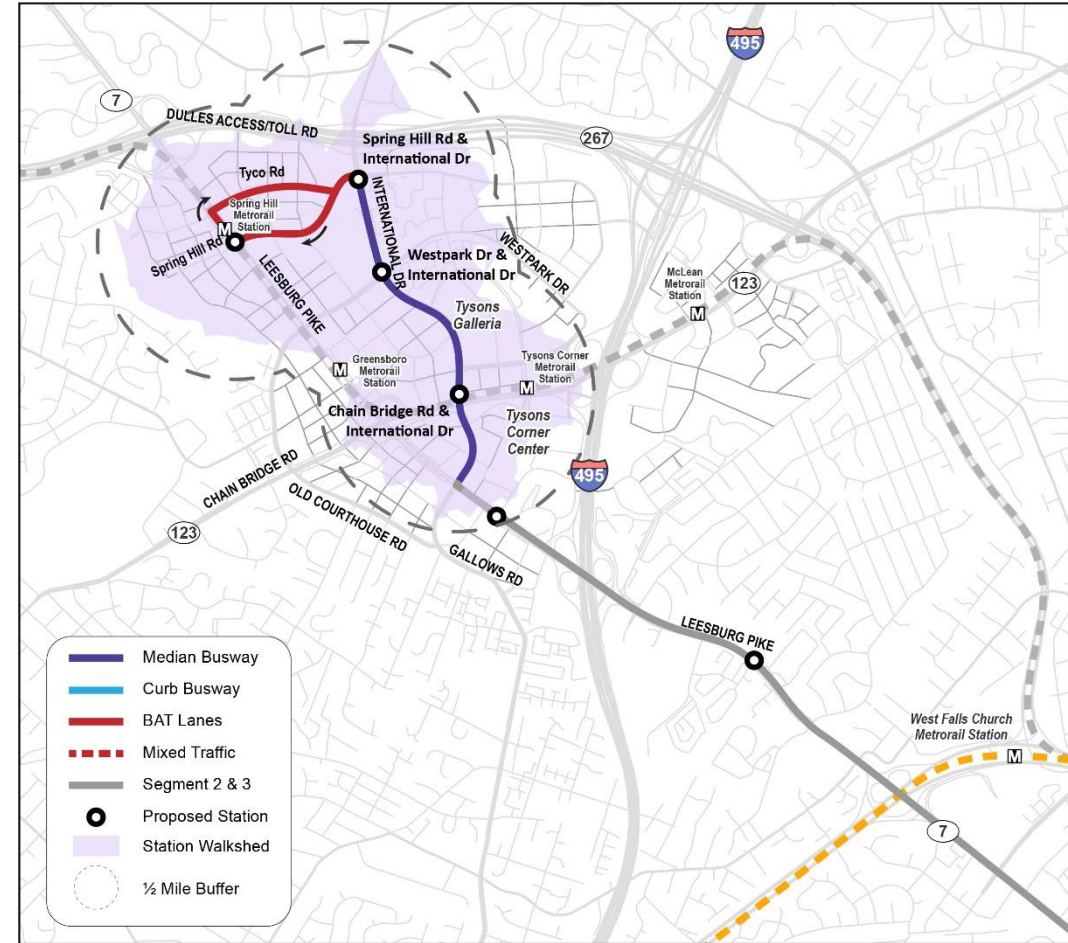 495
7
DULLES ACCESS/TOLL RD
267
Spring Hill Rd &
International Dr
Tyco Rd
Spring Hill
Metrorail
Station
M
Spring Hill Rd
INTERNATIONAL DR
LEESBURG PIKE
Westpark Dr &
International Dr
WESTPARK DR
McLean
Metrorail
Station
M
123
Tysons
Galleria
Greensboro
Metrorail
Station
M
Tysons Corner
Metrorail
Station
M
Chain Bridge Rd &
International Dr
Tysons
Corner
Center
495
CHAIN BRIDGE RD
123
OLD COURTHOUSE RD
GALLOWS RD
LEESBURG PIKE
West Falls Church
Metrorail Station
M
7
Median Busway
Curb Busway
BAT Lanes
Mixed Traffic
Segment 2 & 3
Proposed Station
Station Walkshed
½ Mile Buffer